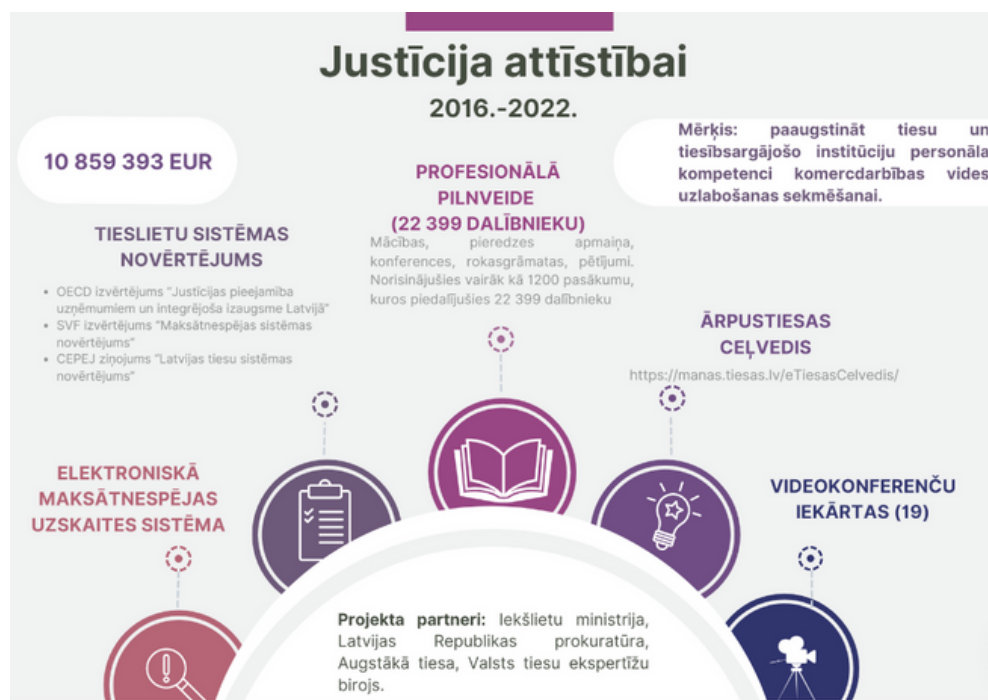 Justīcija attīstībai
2016.-2022.
10 859 393 EUR
Mērķis: paaugstināt tiesu un
tiesībsargājošo institūciju personāla
kompetenci komercdarbības vides
uzlabošanas sekmēšanai.
PROFESIONĀLĀ
PILNVEIDE
(22 399 DALĪBNIEKU)
Mācības, pieredzes apmaiņa,
konferences, rokasgrāmatas, pētījumi.
Norisinājušies vairāk kā 1200 pasākumu,
kuros piedalījušies 22 399 dalībnieku
TIESLIETU SISTĒMAS
NOVĒRTĒJUMS
• OECD izvērtējums "Justīcijas pieejamība
uzņēmumiem un integrējoša izaugsme Latvijā"
• SVF izvērtējums "Maksātnespējas sistēmas
novērtējums"
• CEPEJ ziņojums "Latvijas tiesu sistēmas
novērtējums"
ĀRPUSTIESAS
CEĻVEDIS
https://manas.tiesas.lv/eTiesasCelvedis/
ELEKTRONISKĀ
MAKSĀTNESPĒJAS
UZSKAITES SISTĒMA
VIDEOKONFERENČU
IEKĀRTAS (19)
Projekta partneri: Iekšlietu ministrija,
Latvijas Republikas prokuratūra,
Augstākā tiesa, Valsts tiesu ekspertīžu
birojs.